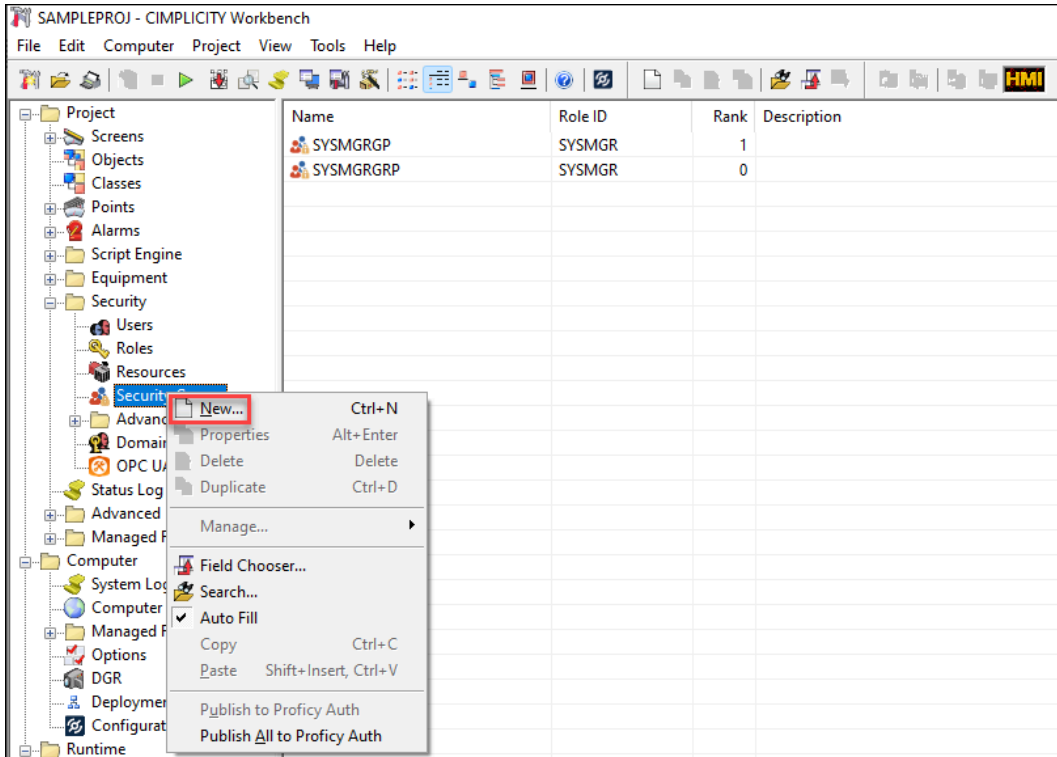 SAMPLEPROJ - CIMPLICITY Workbench
File Edit Computer Project View Tools Help
HMI
Project
Screens
Objects
Classes
Points
Alarms
Script Engine
Equipment
Security
Users
Roles
Resources
Security
Advanc
Domain
OPC UA
Status Log
Advanced
Managed F
Computer
System Log
Computer
Managed F
Options
DGR
Deploymen
Configurat
Runtime
Name Role ID Rank Description
SYSMGRGP SYSMGR 1
SYSMGRGRP SYSMGR 0
New... Ctrl+N
Properties Alt+Enter
Delete Delete
Duplicate Ctrl+D
Manage...
Field Chooser...
Search...
Auto Fill
Copy Ctrl+C
Paste Shift+Insert, Ctrl+V
Publish to Proficy Auth
Publish All to Proficy Auth